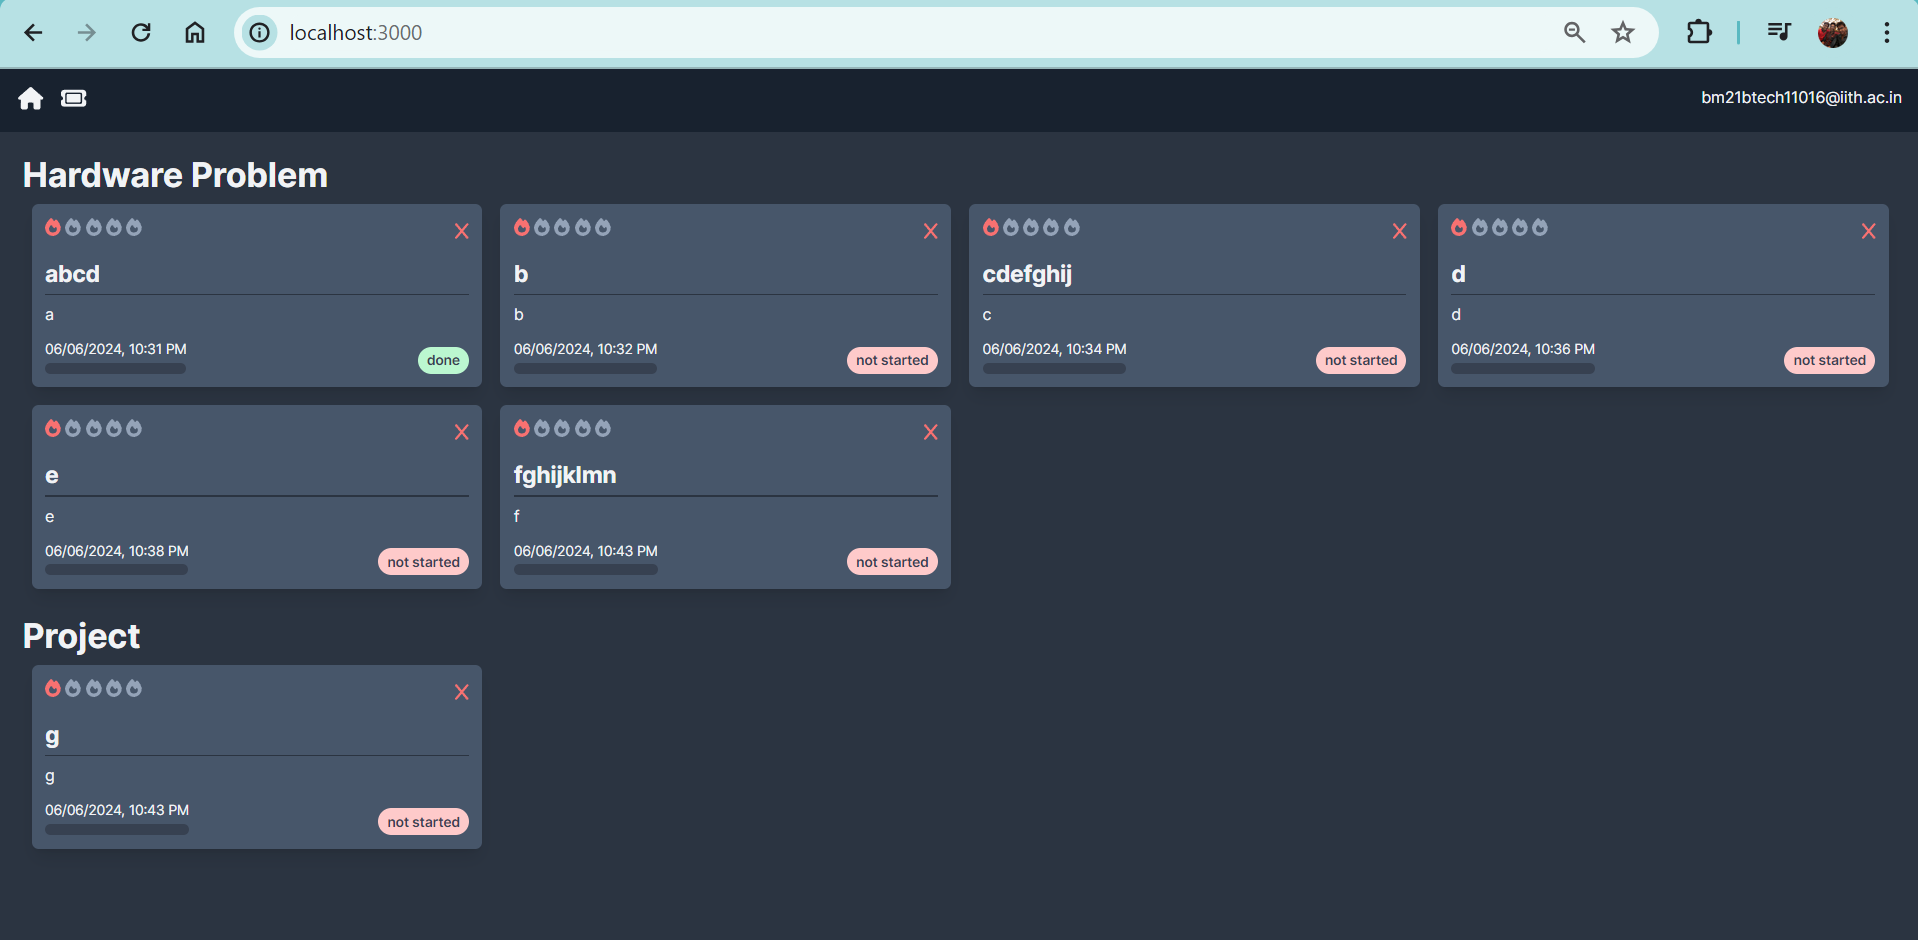 localhost:3000
bm21btech11016@iith.ac.in
Hardware Problem
abcd
a
06/06/2024, 10:31 PM
done
b
b
06/06/2024, 10:32 PM
not started
cdefghij
c
06/06/2024, 10:34 PM
not started
d
d
06/06/2024, 10:36 PM
not started
e
e
06/06/2024, 10:38 PM
not started
fghijklmn
f
06/06/2024, 10:43 PM
not started
Project
g
g
06/06/2024, 10:43 PM
not started